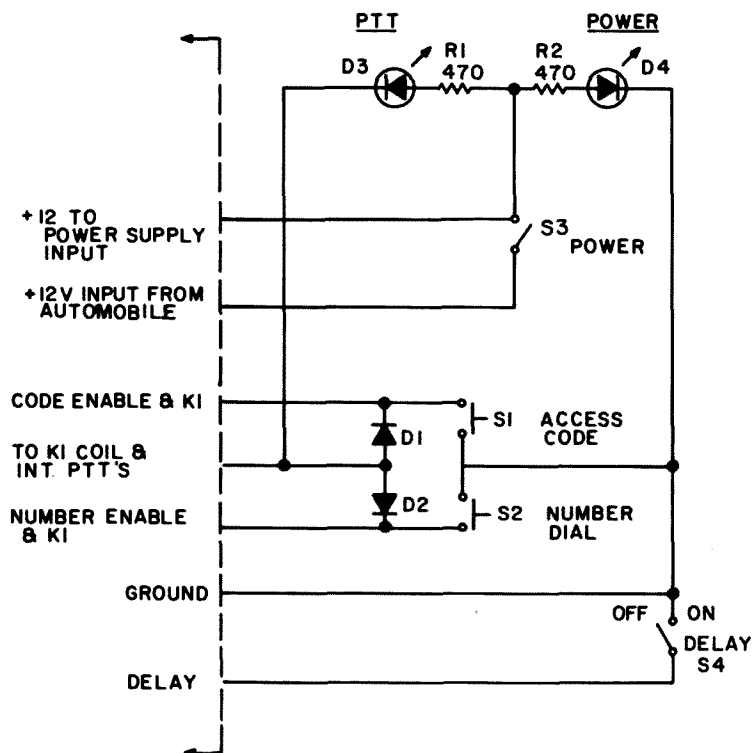 PTT
POWER
D3
R1
470
R2
470
D4
+12 TO
POWER SUPPLY
INPUT
S3
POWER
+12V INPUT FROM
AUTOMOBILE
CODE ENABLE & K1
D1
S1
ACCESS
CODE
TO K1 COIL &
INT. PTT'S
D2
S2
NUMBER
DIAL
NUMBER ENABLE
& K1
GROUND
OFF
ON
DELAY
S4
DELAY